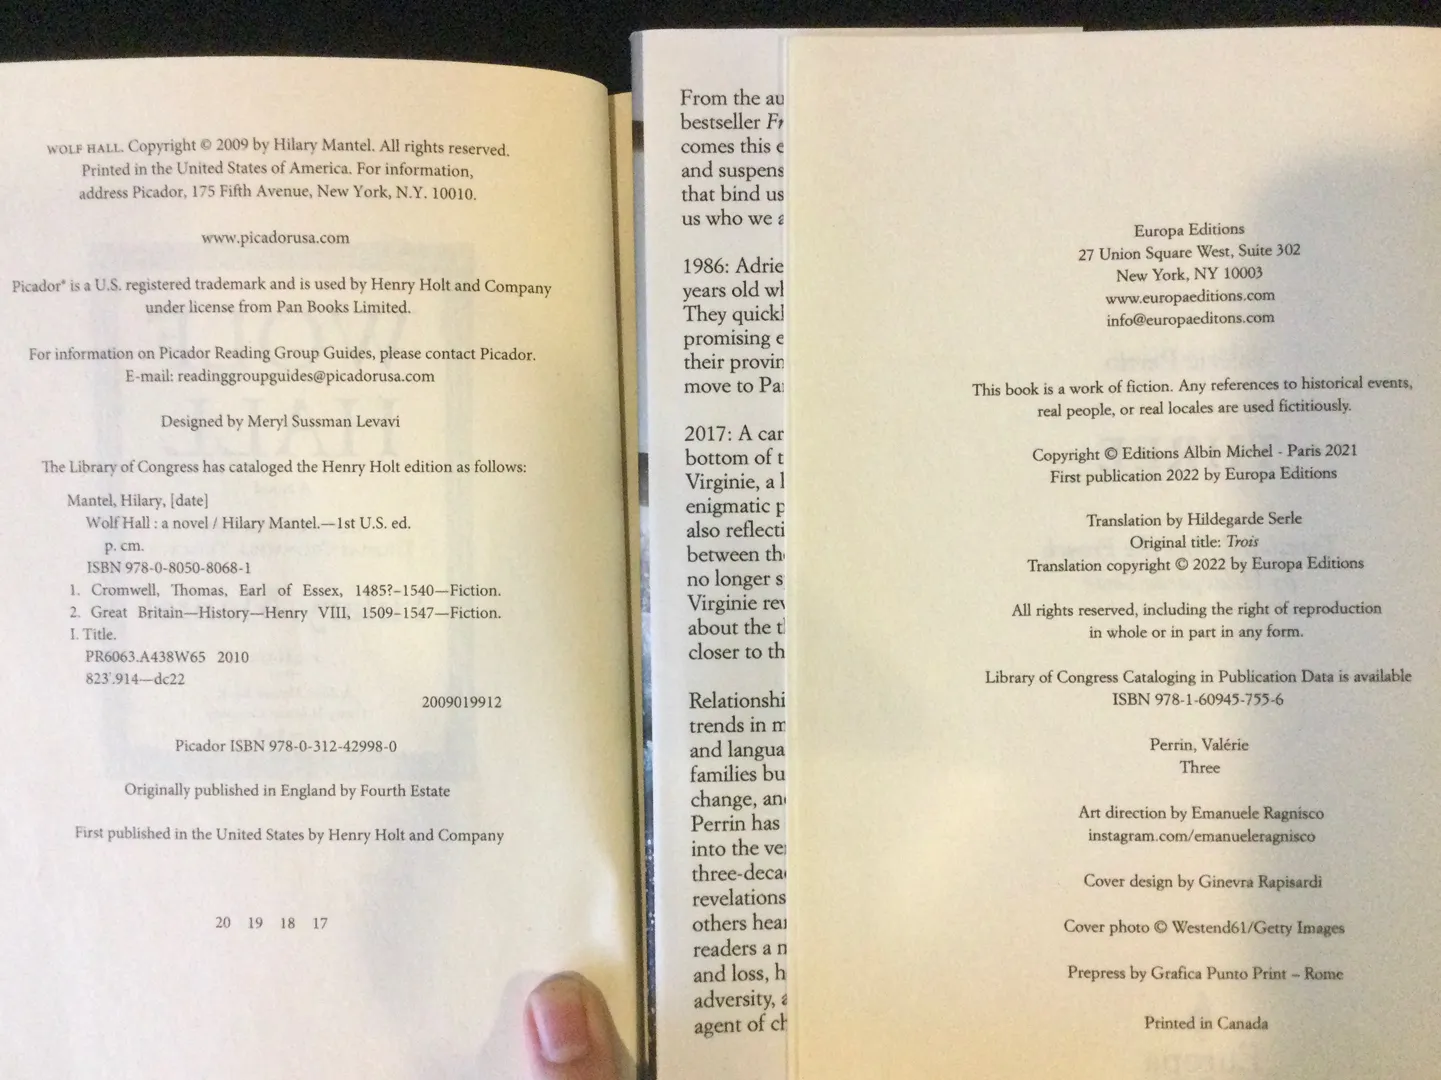 WOLF HALL. Copyright © 2009 by Hilary Mantel. All rights reserved.
Printed in the United States of America. For information,
address Picador, 175 Fifth Avenue, New York, N.Y. 10010.
www.picadorusa.com
Picador® is a U.S. registered trademark and is used by Henry Holt and Company
under license from Pan Books Limited.
For information on Picador Reading Group Guides, please contact Picador.
E-mail: readinggroupguides@picadorusa.com
Designed by Meryl Sussman Levavi
The Library of Congress has cataloged the Henry Holt edition as follows:
Mantel, Hilary, [date]
Wolf Hall : a novel / Hilary Mantel.—1st U.S. ed.
p. cm.
ISBN 978-0-8050-8068-1
1. Cromwell, Thomas, Earl of Essex, 1485?–1540—Fiction.
2. Great Britain—History—Henry VIII, 1509–1547—Fiction.
I. Title.
PR6063.A438W65 2010
823'.914—dc22
2009019912
Picador ISBN 978-0-312-42998-0
Originally published in England by Fourth Estate
First published in the United States by Henry Holt and Company
20 19 18 17
From the au
bestseller Fr
comes this e
and suspens
that bind us
us who we a
1986: Adrie
years old wh
They quickl
promising e
their provin
move to Pa
2017: A car
bottom of t
Virginie, a l
enigmatic p
also reflecti
between th
no longer s
Virginie rev
about the t
closer to th
Relationshi
trends in m
and langua
families bu
change, an
Perrin has
into the ve
three-deca
revelations
others hear
readers a n
and loss, h
adversity, a
agent of ch
Europa Editions
27 Union Square West, Suite 302
New York, NY 10003
www.europaeditions.com
info@europaeditons.com
This book is a work of fiction. Any references to historical events,
real people, or real locales are used fictitiously.
Copyright © Editions Albin Michel - Paris 2021
First publication 2022 by Europa Editions
Translation by Hildegarde Serle
Original title: Trois
Translation copyright © 2022 by Europa Editions
All rights reserved, including the right of reproduction
in whole or in part in any form.
Library of Congress Cataloging in Publication Data is available
ISBN 978-1-60945-755-6
Perrin, Valérie
Three
Art direction by Emanuele Ragnisco
instagram.com/emanueleragnisco
Cover design by Ginevra Rapisardi
Cover photo © Westend61/Getty Images
Prepress by Grafica Punto Print – Rome
Printed in Canada